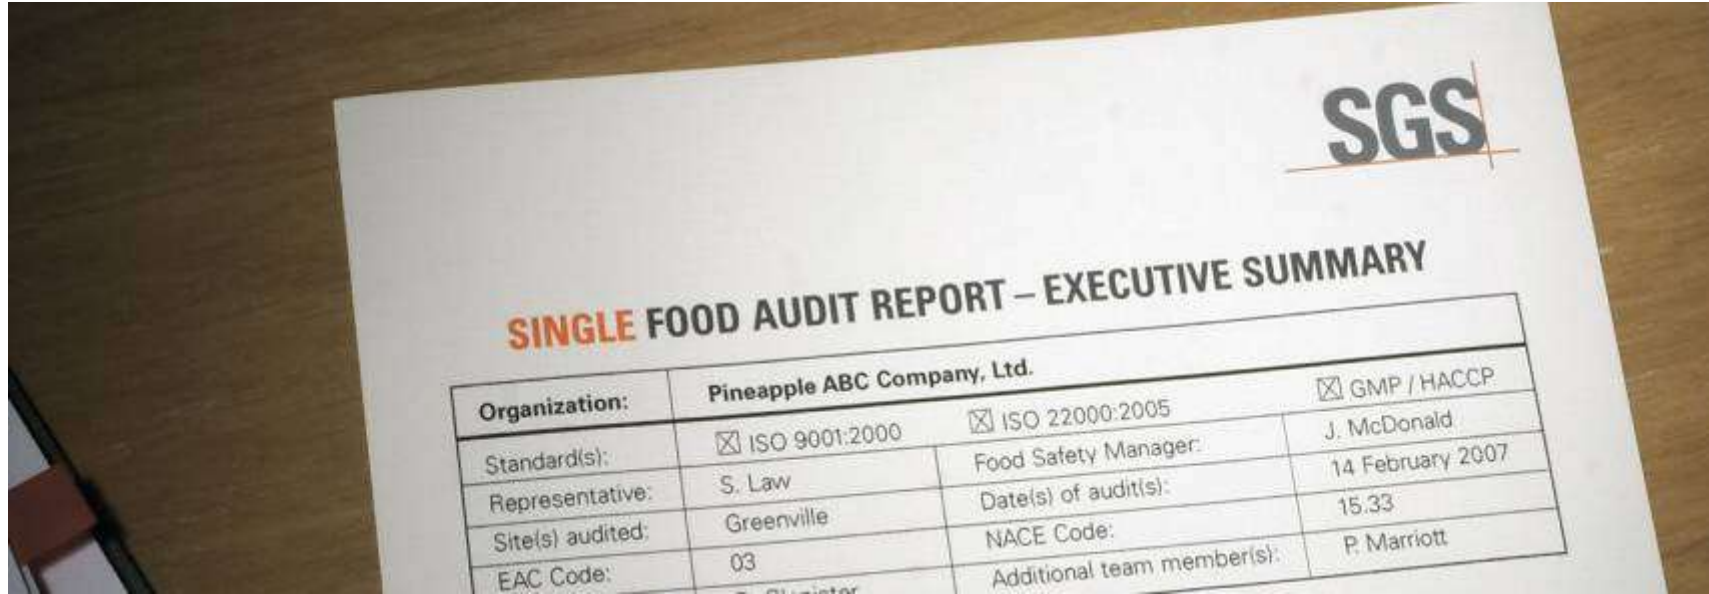 SGS
SINGLE FOOD AUDIT REPORT – EXECUTIVE SUMMARY
Organization: Pineapple ABC Company, Ltd.
Standard(s): ☒ ISO 9001:2000 ☒ ISO 22000:2005 ☒ GMP / HACCP
Representative: S. Law Food Safety Manager: J. McDonald
Site(s) audited: Greenville Date(s) of audit(s): 14 February 2007
EAC Code: 03 NACE Code: 15.33
Additional team member(s): P. Marriott